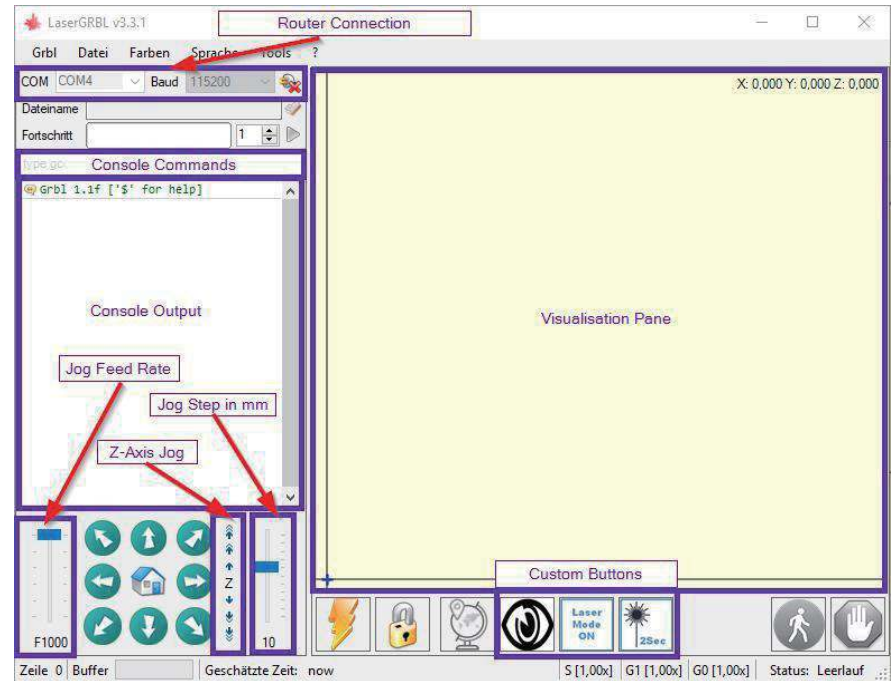 LaserGRBL v3.3.1
Router Connection
Grbl Datei Farben Sprache Tools ?
COM COM4 Baud 115200
X: 0,000 Y: 0,000 Z: 0,000
Dateiname
Fortschritt 1
type gc Console Commands
Grbl 1.1f ['$' for help]
Console Output
Visualisation Pane
Jog Feed Rate
Jog Step in mm
Z-Axis Jog
Custom Buttons
Z
Laser
Mode
ON
2Sec
F1000
10
Zeile 0 Buffer Geschätzte Zeit: now S [1,00x] G1 [1,00x] G0 [1,00x] Status: Leerlauf